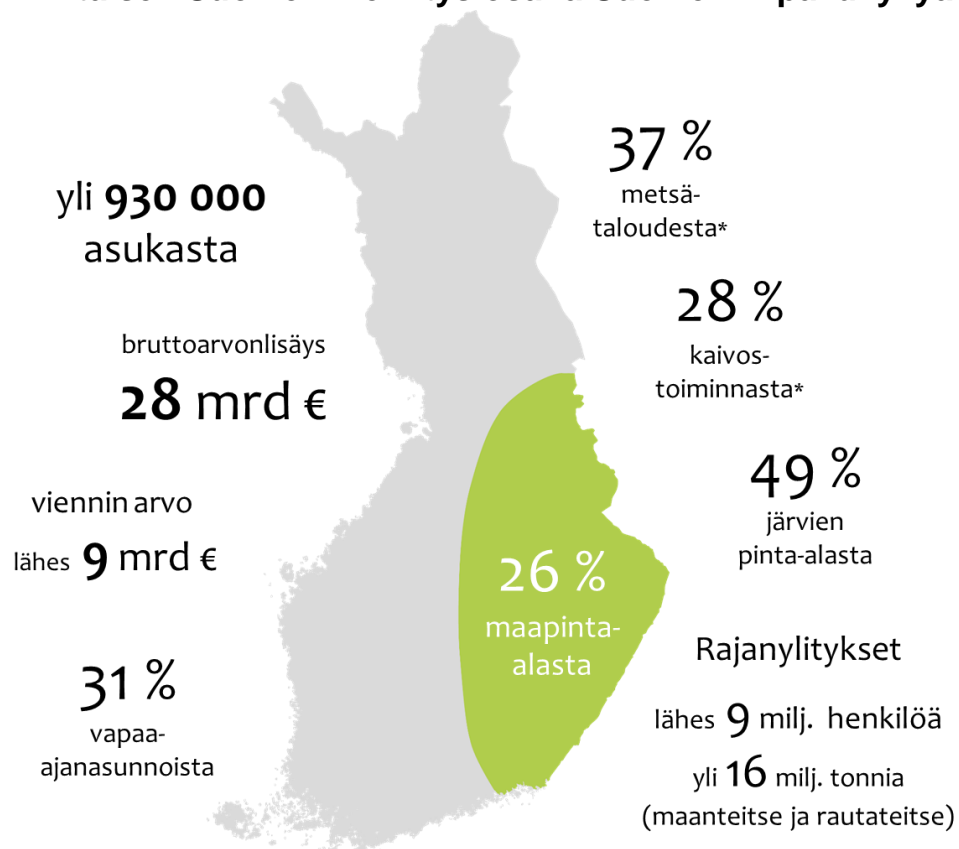 37 %
metsä-
taloudesta*
yli 930 000
asukasta
28 %
kaivos-
toiminnasta*
bruttoarvonlisäys
28 mrd €
49 %
järvien
pinta-alasta
viennin arvo
lähes 9 mrd €
26 %
maapinta-
alasta
Rajanylitykset
lähes 9 milj. henkilöä
yli 16 milj. tonnia
(maanteitse ja rautateitse)
31 %
vapaa-
ajanasunnoista